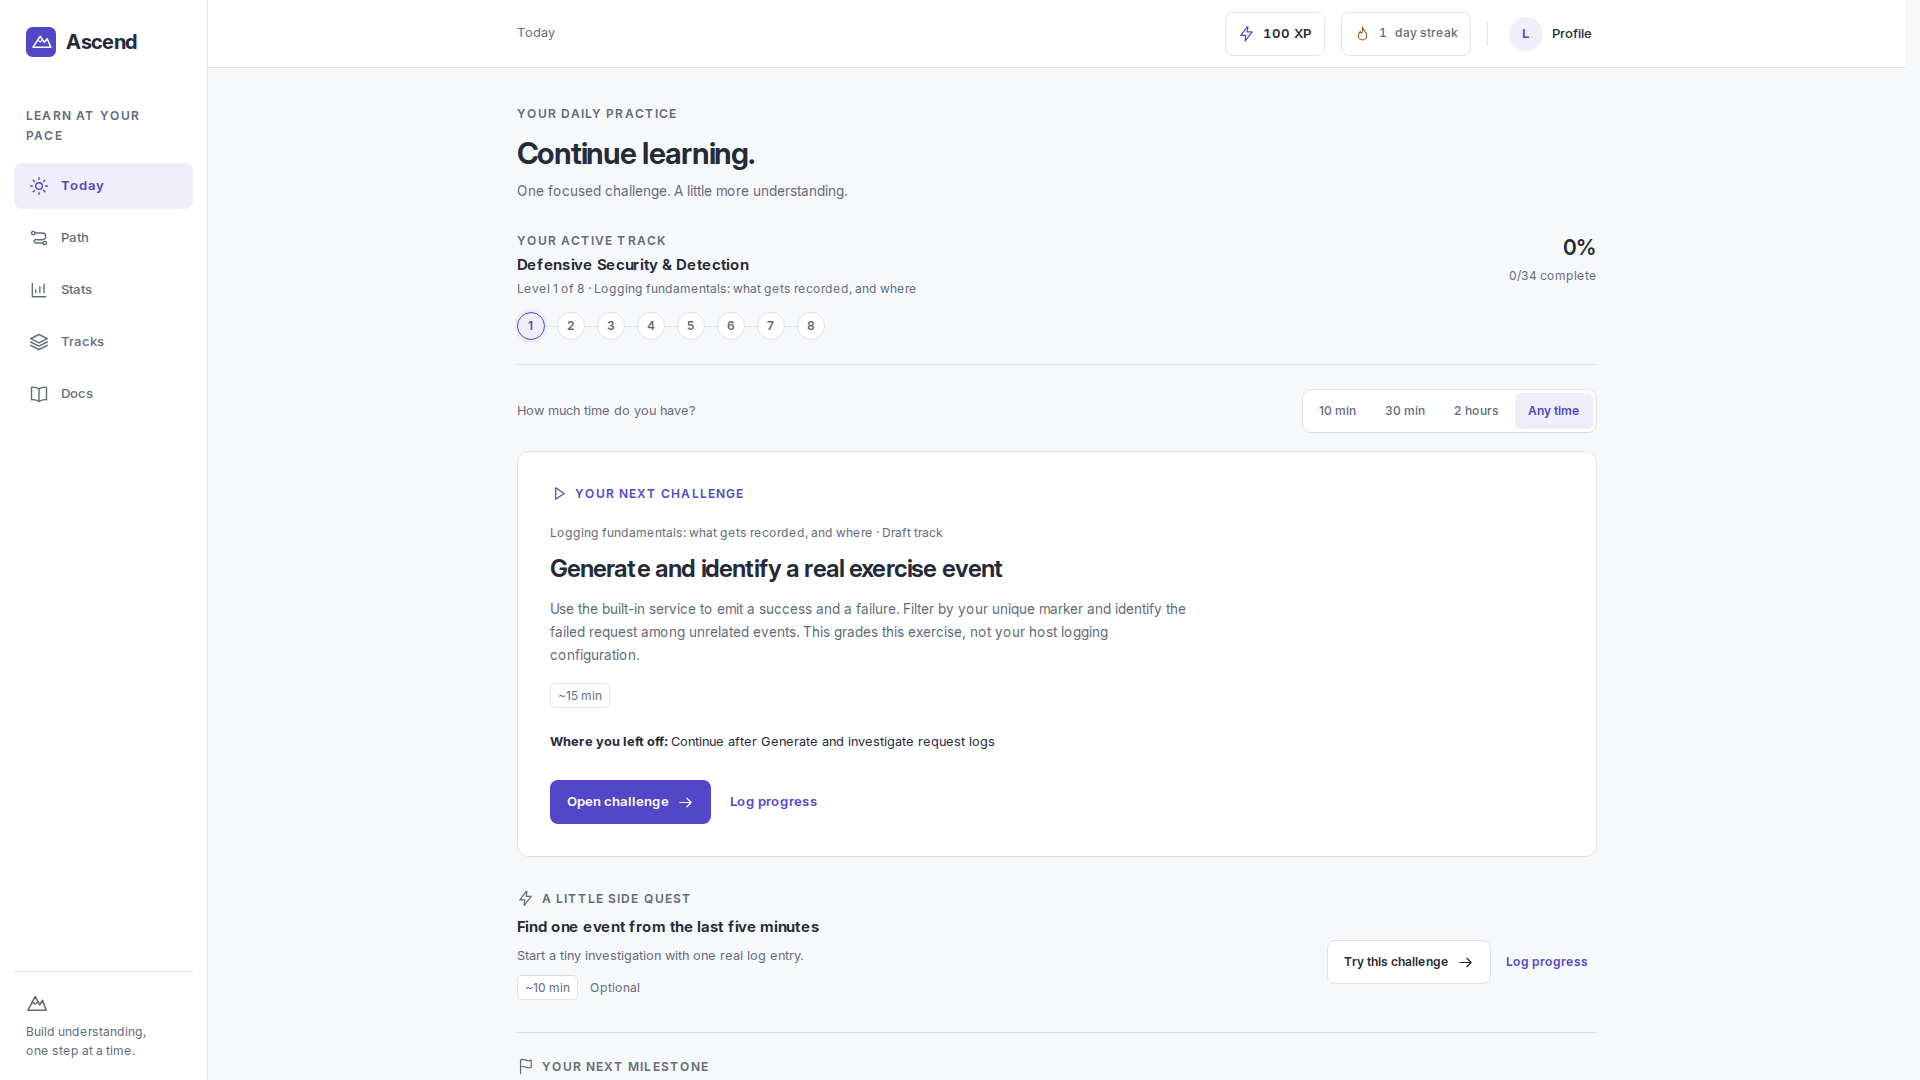 Ascend
LEARN AT YOUR
PACE
Today
Path
Stats
Tracks
Docs
Build understanding,
one step at a time.
Today
100 XP
1 day streak
L
Profile
YOUR DAILY PRACTICE
Continue learning.
One focused challenge. A little more understanding.
YOUR ACTIVE TRACK
Defensive Security & Detection
Level 1 of 8 · Logging fundamentals: what gets recorded, and where
0%
0/34 complete
1 2 3 4 5 6 7 8
How much time do you have?
10 min 30 min 2 hours Any time
YOUR NEXT CHALLENGE
Logging fundamentals: what gets recorded, and where · Draft track
Generate and identify a real exercise event
Use the built-in service to emit a success and a failure. Filter by your unique marker and identify the
failed request among unrelated events. This grades this exercise, not your host logging
configuration.
~15 min
Where you left off: Continue after Generate and investigate request logs
Open challenge
Log progress
A LITTLE SIDE QUEST
Find one event from the last five minutes
Start a tiny investigation with one real log entry.
~10 min Optional
Try this challenge
Log progress
YOUR NEXT MILESTONE